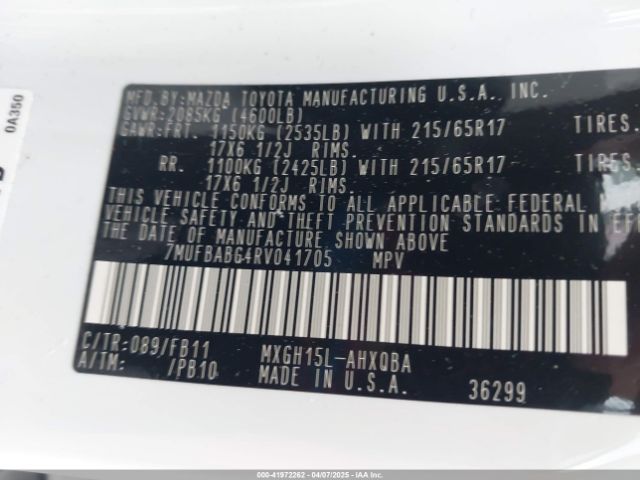 0A350
MFD.BY:MAZDA TOYOTA MANUFACTURING U.S.A., INC.
GVWR:2085KG (4600LB)
GAWR:FRT. 1150KG (2535LB) WITH 215/65R17 TIRES,
17X6 1/2J RIMS.
RR. 1100KG (2425LB) WITH 215/65R17 TIRES,
17X6 1/2J RIMS.
THIS VEHICLE CONFORMS TO ALL APPLICABLE FEDERAL
VEHICLE SAFETY AND THEFT PREVENTION STANDARDS IN EFF
THE DATE OF MANUFACTURE SHOWN ABOVE
7MUFBABG4RV041705 MPV
C/TR:089/FB11 MXGH15L-AHXQBA
A/TM: /PB10 MADE IN U.S.A. 36299
000-41972262 - 04/07/2025 - IAAI.COM